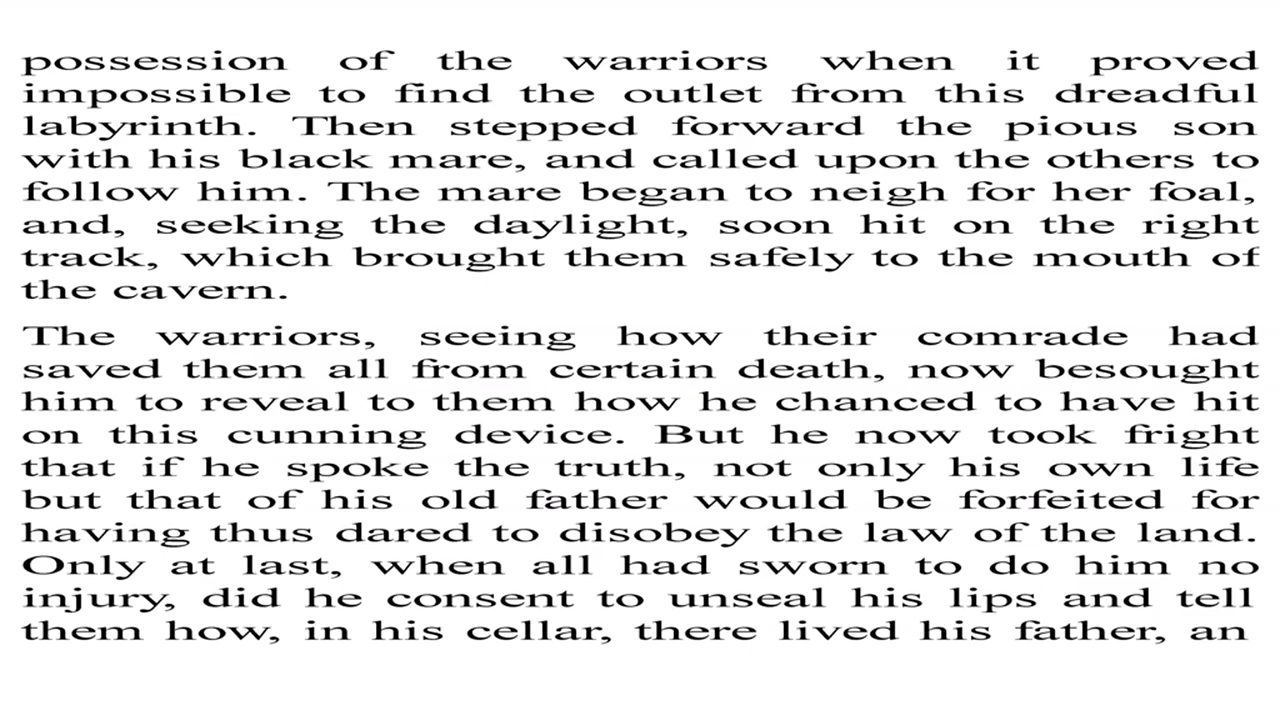 possession of the warriors when it proved
impossible to find the outlet from this dreadful
labyrinth. Then stepped forward the pious son
with his black mare, and called upon the others to
follow him. The mare began to neigh for her foal,
and, seeking the daylight, soon hit on the right
track, which brought them safely to the mouth of
the cavern.
The warriors, seeing how their comrade had
saved them all from certain death, now besought
him to reveal to them how he chanced to have hit
on this cunning device. But he now took fright
that if he spoke the truth, not only his own life
but that of his old father would be forfeited for
having thus dared to disobey the law of the land.
Only at last, when all had sworn to do him no
injury, did he consent to unseal his lips and tell
them how, in his cellar, there lived his father, an